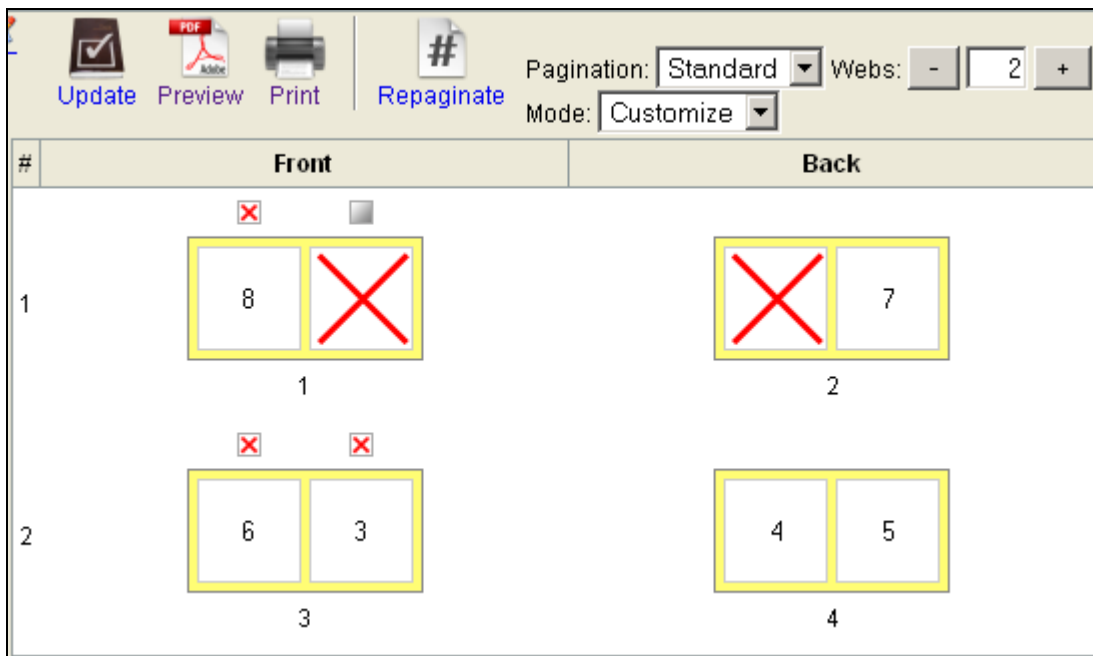 PDF
Adobe
#
Update Preview Print Repaginate
Pagination: Standard Webs: - 2 +
Mode: Customize
# Front Back
1 8 7
1 2
2 6 3 4 5
3 4